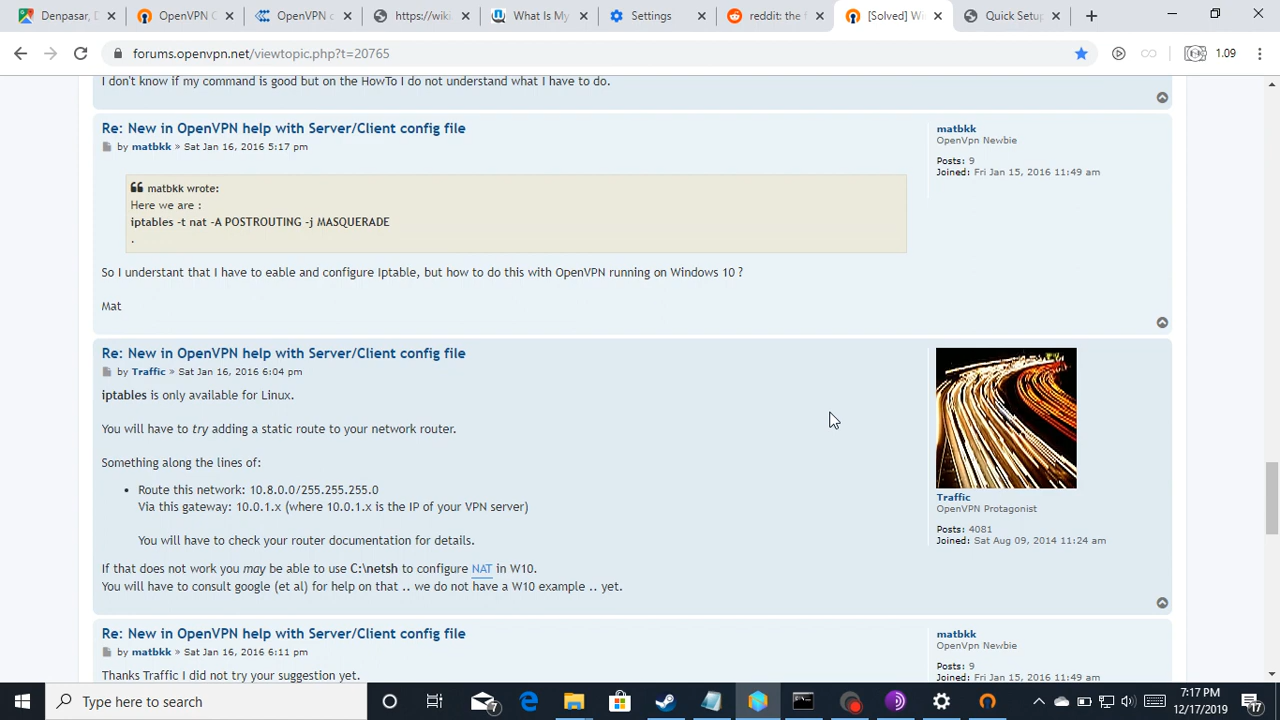 Denpasar,
OpenVPN C
OpenVPN c
https://wiki
What Is My
Settings
reddit: the f
[Solved] Wi
Quick Setup
forums.openvpn.net/viewtopic.php?t=20765
1.09
I don't know if my command is good but on the HowTo I do not understand what I have to do.
Re: New in OpenVPN help with Server/Client config file
by matbkk » Sat Jan 16, 2016 5:17 pm
matbkk
OpenVpn Newbie
Posts: 9
Joined: Fri Jan 15, 2016 11:49 am
matbkk wrote:
Here we are :
iptables -t nat -A POSTROUTING -j MASQUERADE
.
So I understant that I have to eable and configure Iptable, but how to do this with OpenVPN running on Windows 10 ?
Mat
Re: New in OpenVPN help with Server/Client config file
by Traffic » Sat Jan 16, 2016 6:04 pm
iptables is only available for Linux.
You will have to try adding a static route to your network router.
Something along the lines of:
• Route this network: 10.8.0.0/255.255.255.0
Via this gateway: 10.0.1.x (where 10.0.1.x is the IP of your VPN server)
You will have to check your router documentation for details.
If that does not work you may be able to use C:\netsh to configure NAT in W10.
You will have to consult google (et al) for help on that .. we do not have a W10 example .. yet.
Traffic
OpenVPN Protagonist
Posts: 4081
Joined: Sat Aug 09, 2014 11:24 am
Re: New in OpenVPN help with Server/Client config file
by matbkk » Sat Jan 16, 2016 6:11 pm
Thanks Traffic I did not try your suggestion yet.
matbkk
OpenVpn Newbie
Posts: 9
Joined: Fri Jan 15, 2016 11:49 am
Type here to search
7
7:17 PM
12/17/2019
17